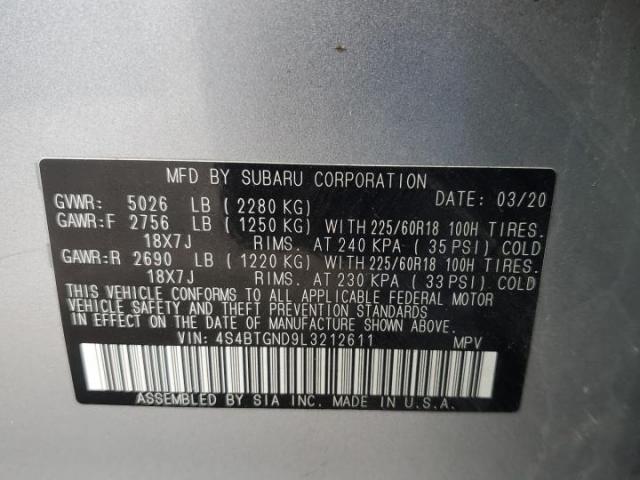 MFD BY SUBARU CORPORATION
GVWR: 5026 LB (2280 KG) DATE: 03/20
GAWR:F 2756 LB (1250 KG) WITH 225/60R18 100H TIRES.
18X7J RIMS. AT 240 KPA (35 PSI) COLD
GAWR:R 2690 LB (1220 KG) WITH 225/60R18 100H TIRES.
18X7J RIMS. AT 230 KPA (33 PSI) COLD
THIS VEHICLE CONFORMS TO ALL APPLICABLE FEDERAL MOTOR
VEHICLE SAFETY AND THEFT PREVENTION STANDARDS
IN EFFECT ON THE DATE OF MANUFACTURE SHOWN ABOVE.
VIN: 4S4BTGND9L3212611 MPV
ASSEMBLED BY SIA INC. MADE IN U.S.A.